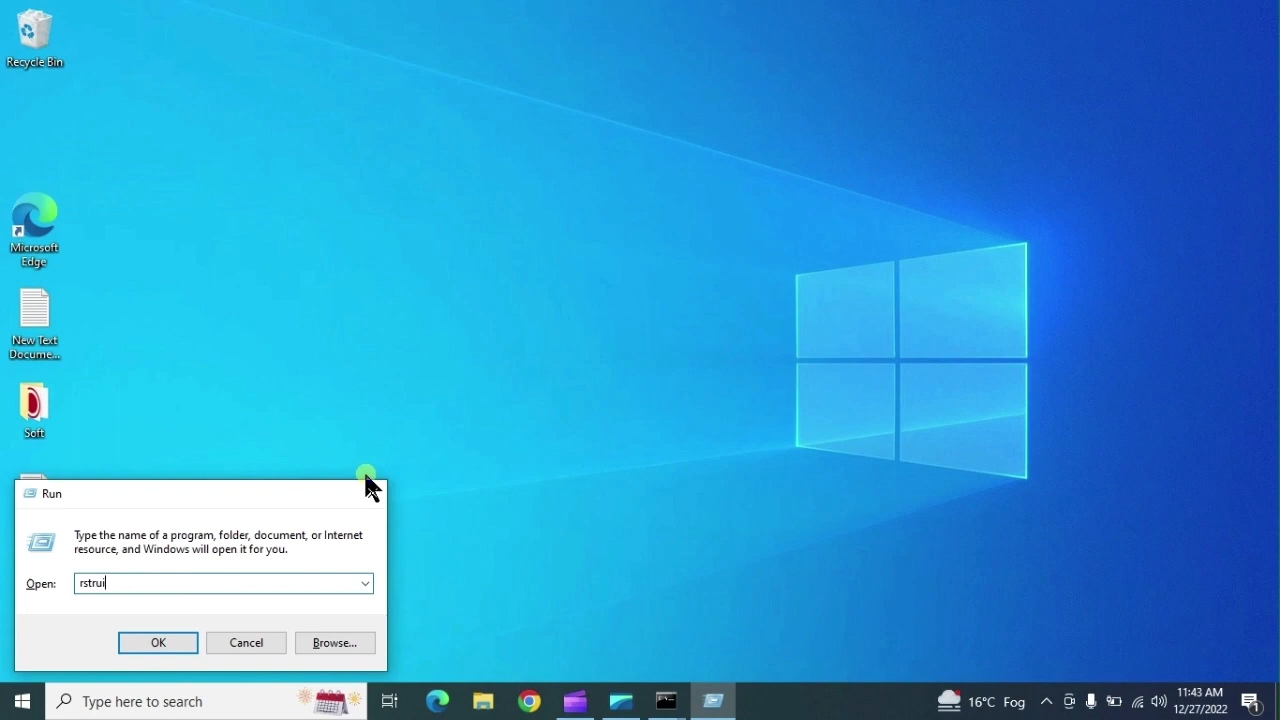 Recycle Bin
Microsoft
Edge
New Text
Docume...
Soft
Run
Type the name of a program, folder, document, or Internet
resource, and Windows will open it for you.
Open:
rstrui
OK
Cancel
Browse...
Type here to search
16°C Fog
11:43 AM
12/27/2022
1